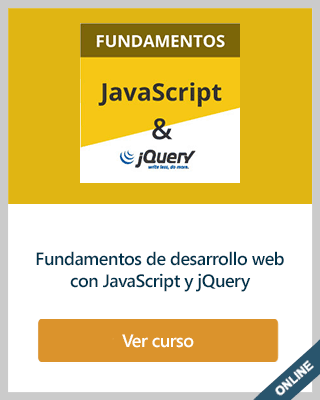 FUNDAMENTOS
JavaScript
&
jQuery
write less, do more.
Fundamentos de desarrollo web
con JavaScript y jQuery
Ver curso
ONLINE